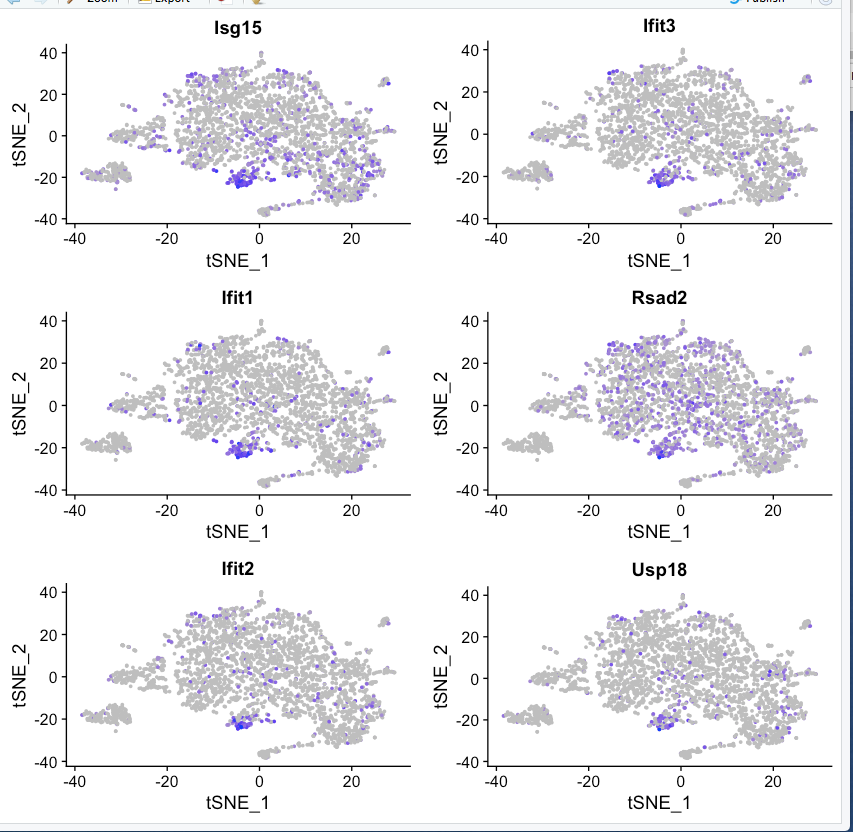 Zoom Export Publish
Isg15 Ifit3
40 40
20 20
tSNE_2 0 tSNE_2 0
-20 -20
-40 -40
-40 -20 0 20 -40 -20 0 20
tSNE_1 tSNE_1
Ifit1 Rsad2
40 40
20 20
tSNE_2 0 tSNE_2 0
-20 -20
-40 -40
-40 -20 0 20 -40 -20 0 20
tSNE_1 tSNE_1
Ifit2 Usp18
40 40
20 20
tSNE_2 0 tSNE_2 0
-20 -20
-40 -40
-40 -20 0 20 -40 -20 0 20
tSNE_1 tSNE_1